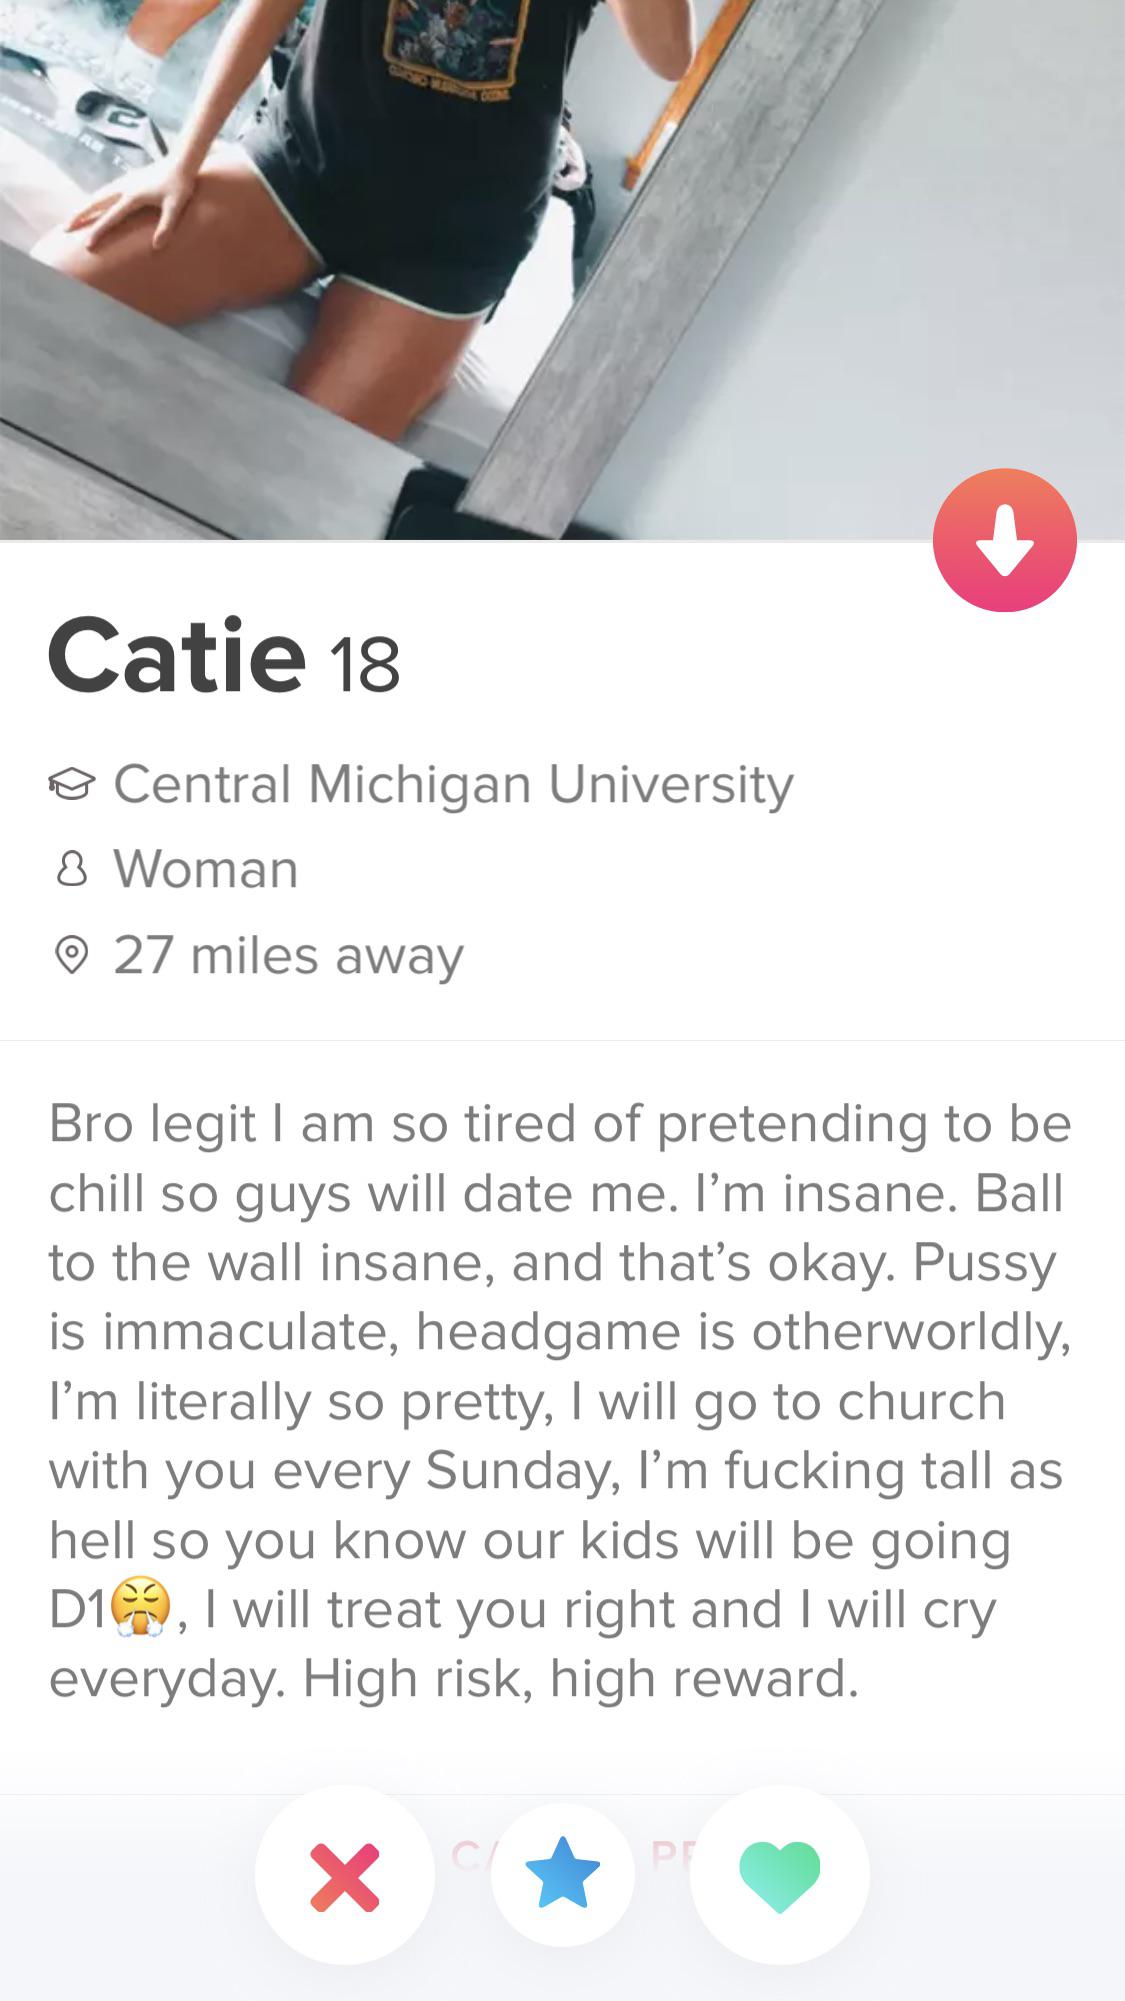 Catie 18
Central Michigan University
Woman
27 miles away
Bro legit I am so tired of pretending to be
chill so guys will date me. I’m insane. Ball
to the wall insane, and that’s okay. Pussy
is immaculate, headgame is otherworldly,
I’m literally so pretty, I will go to church
with you every Sunday, I’m fucking tall as
hell so you know our kids will be going
D1😤, I will treat you right and I will cry
everyday. High risk, high reward.